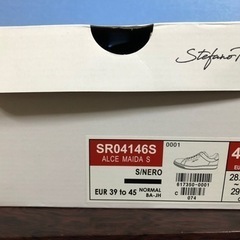 Stefano
SR04146S
ALCE MAIDA S
S/NERO
EUR 39 to 45 NORMAL
BA-JH
0001
617350-0001
C
074
4
28.
~
29